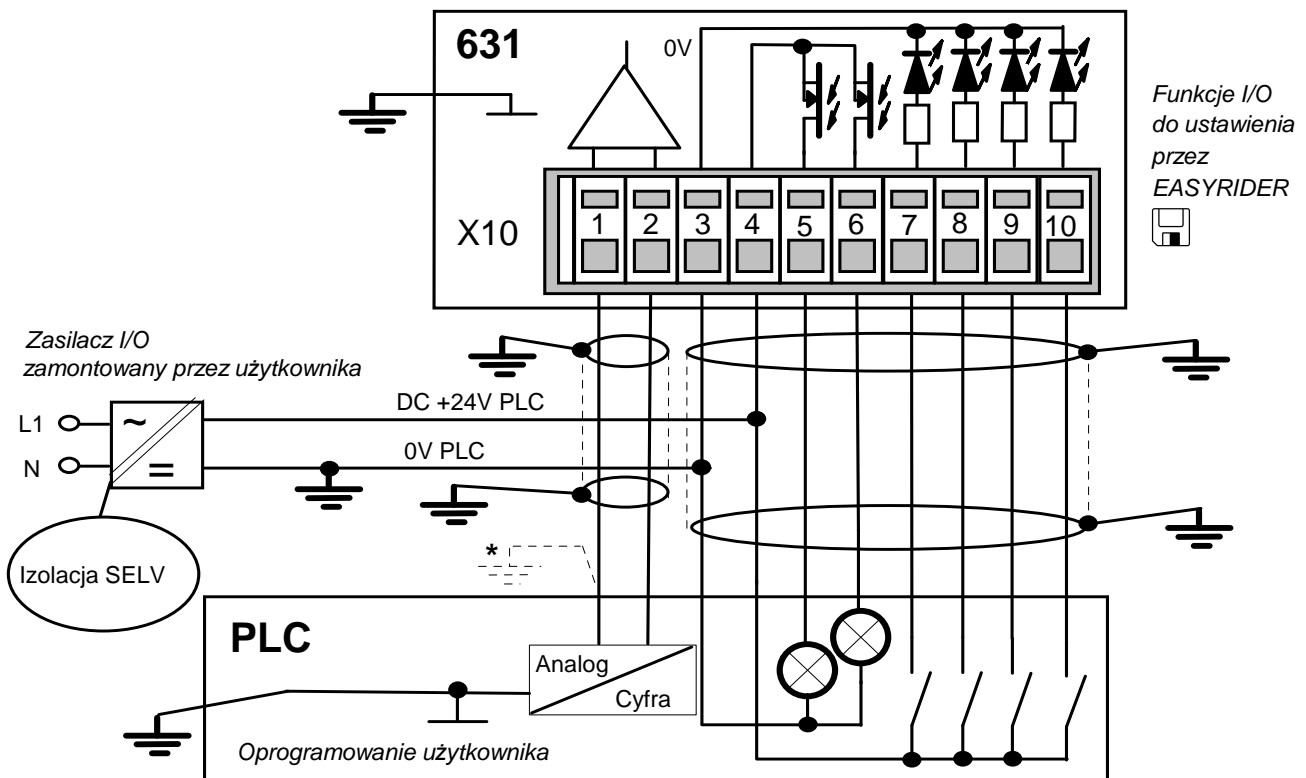 631
0V
Funkcje I/O
do ustawienia
przez
EASYRIDER
X10
1 2 3 4 5 6 7 8 9 10
Zasilacz I/O
zamontowany przez użytkownika
DC +24V PLC
L1
~
0V PLC
N
=
*
Izolacja SELV
PLC
Analog
Cyfra
Oprogramowanie użytkownika